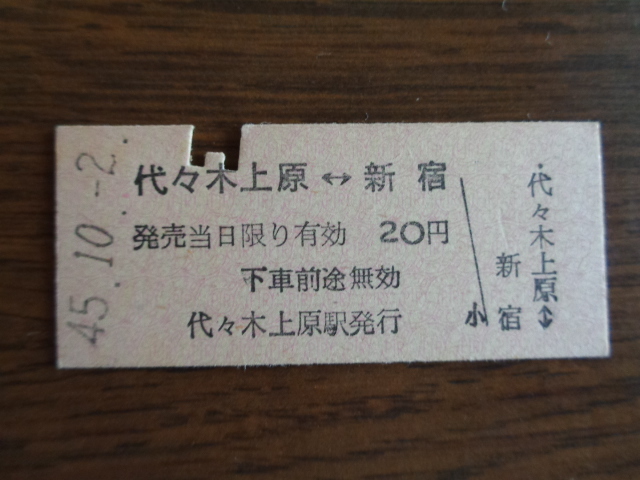 45.10.-2.
代々木上原↔新宿
発売当日限り有効 20円
下車前途無効
代々木上原駅発行
代々木上原↔
新宿
小